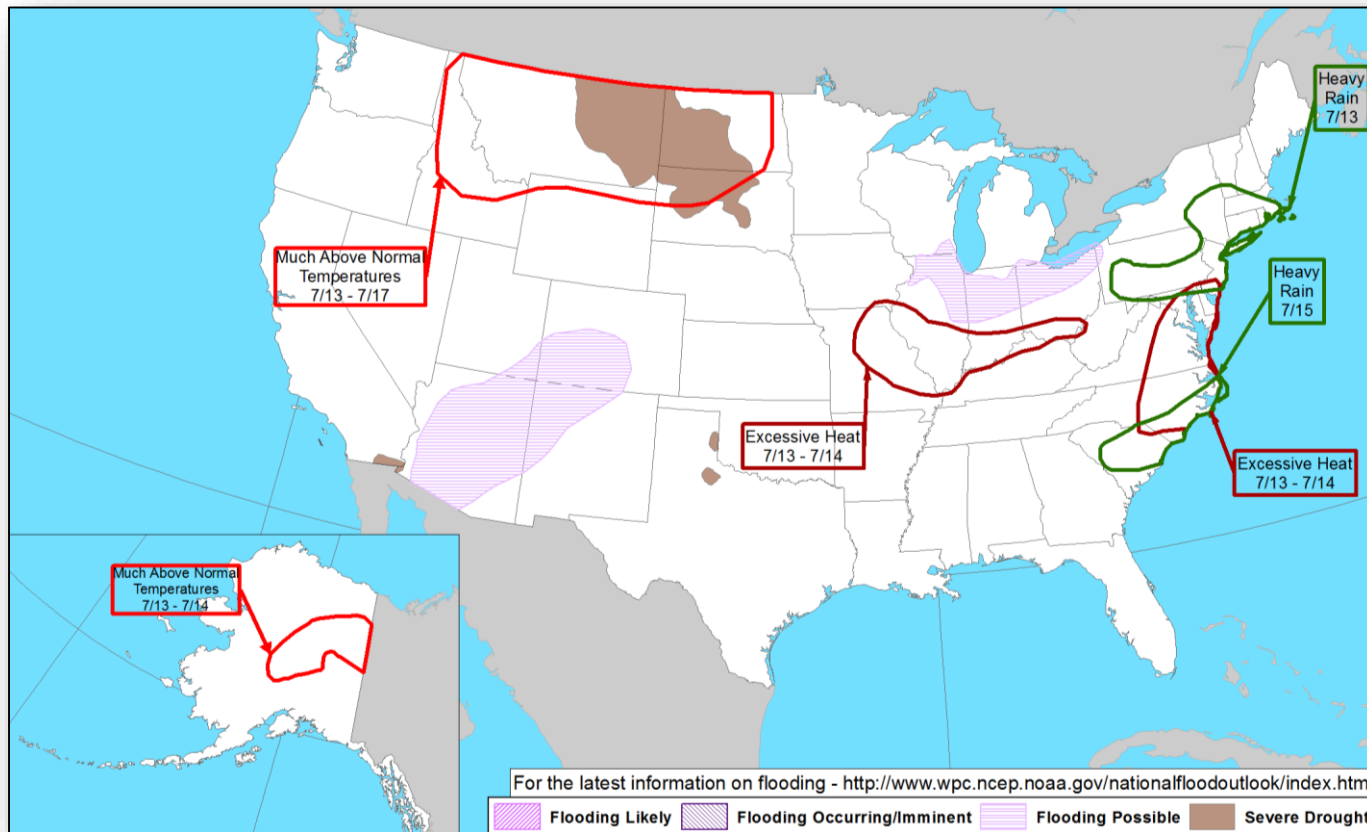 Heavy
Rain
7/13
Much Above Normal
Temperatures
7/13 - 7/17
Heavy
Rain
7/15
Excessive Heat
7/13 - 7/14
Excessive Heat
7/13 - 7/14
Much Above Normal
Temperatures
7/13 - 7/14
For the latest information on flooding - http://www.wpc.ncep.noaa.gov/nationalfloodoutlook/index.htm
Flooding Likely Flooding Occurring/Imminent Flooding Possible Severe Drough